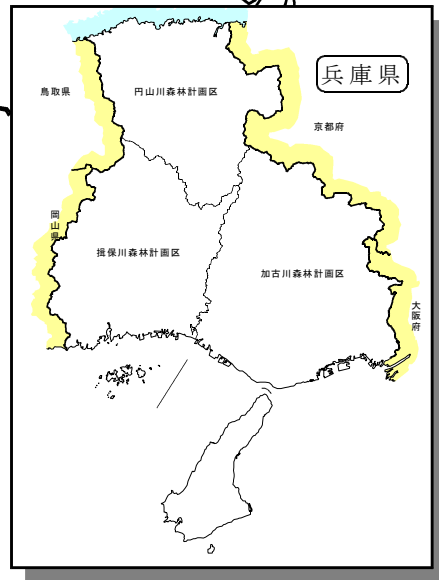 兵庫県
鳥取県
円山川森林計画区
京都府
岡山県
揖保川森林計画区
加古川森林計画区
大阪府